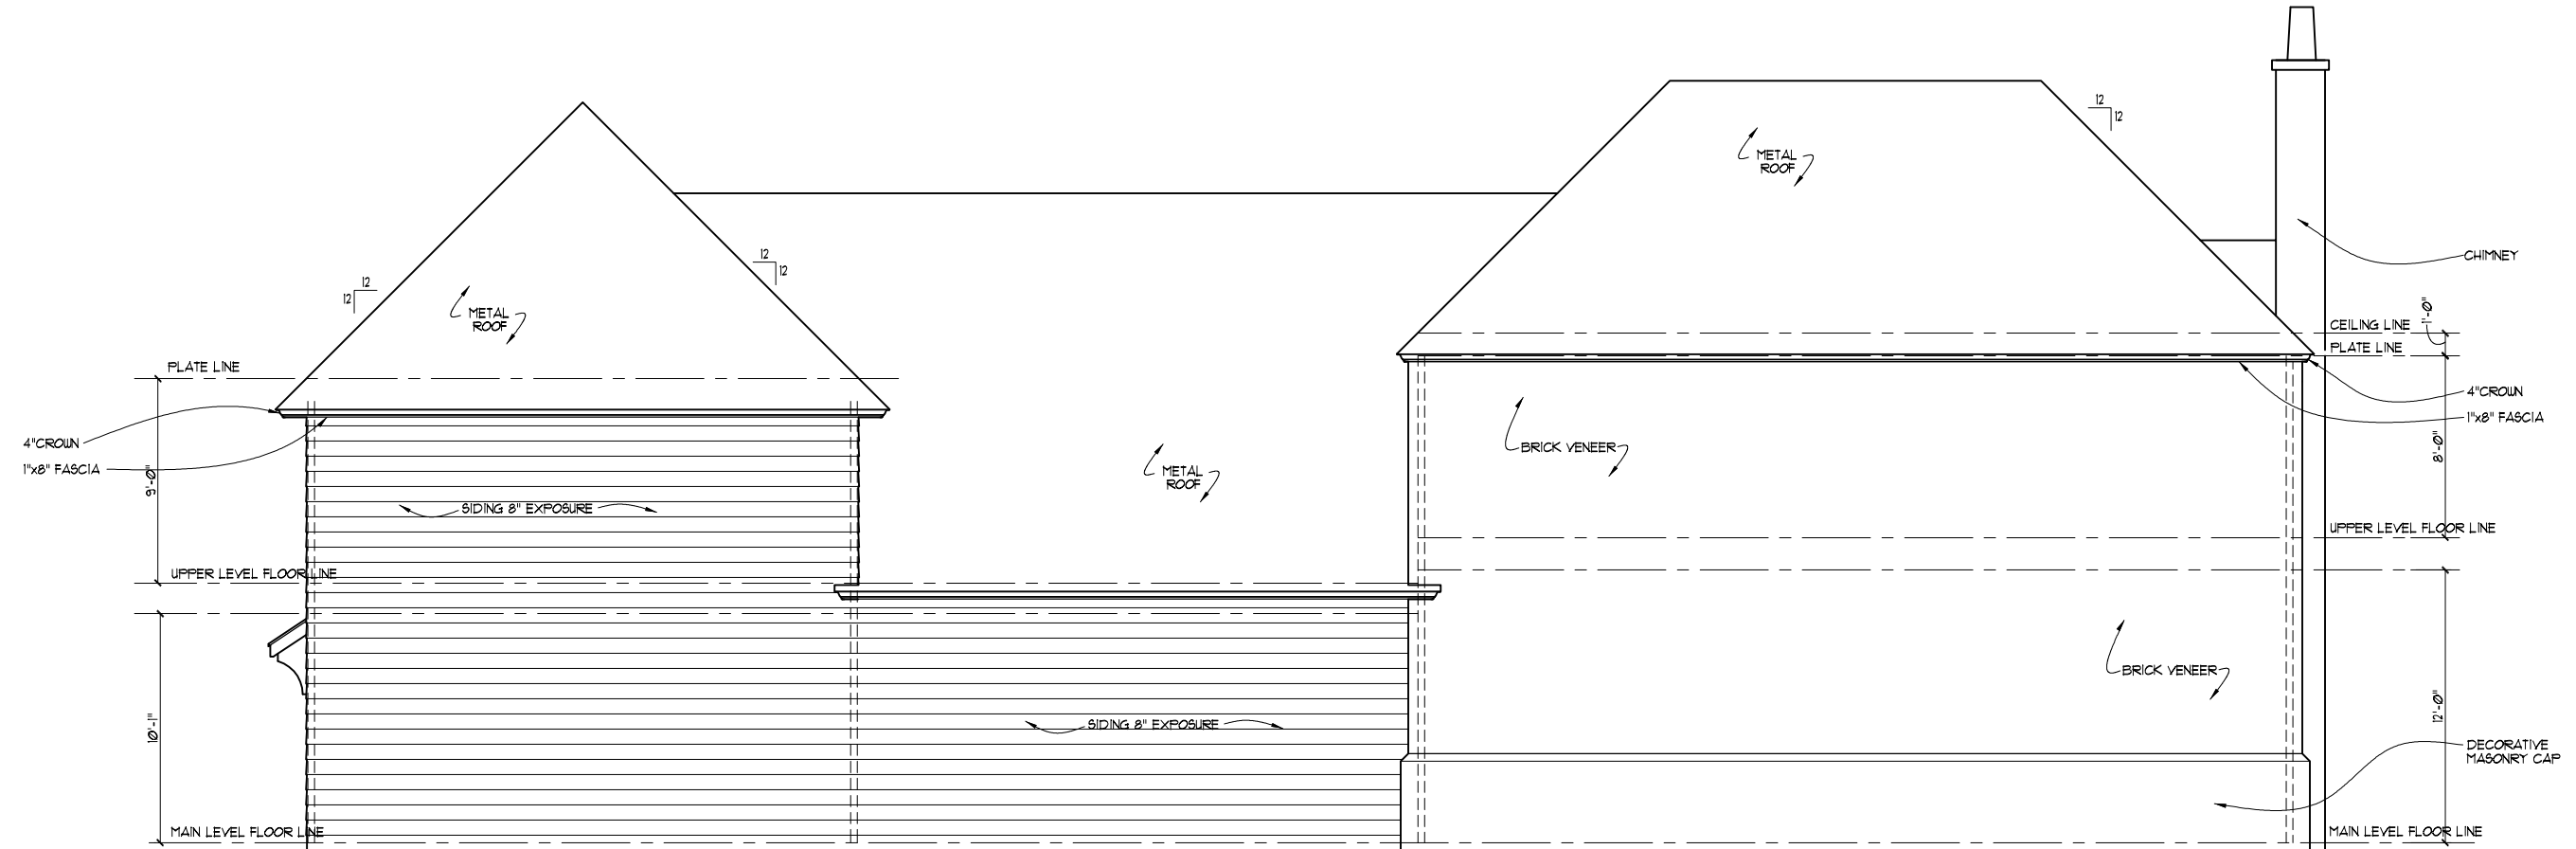 12
12
METAL
ROOF
12
12
12
12
METAL
ROOF
PLATE LINE
4"CROWN
1"x8" FASCIA
9'-0"
SIDING 8" EXPOSURE
UPPER LEVEL FLOOR LINE
10'-1"
MAIN LEVEL FLOOR LINE
METAL
ROOF
SIDING 8" EXPOSURE
METAL
ROOF
CHIMNEY
1'-0"
CEILING LINE
PLATE LINE
4"CROWN
1"x8" FASCIA
8'-0"
BRICK VENEER
UPPER LEVEL FLOOR LINE
BRICK VENEER
12'-0"
DECORATIVE
MASONRY CAP
MAIN LEVEL FLOOR LINE